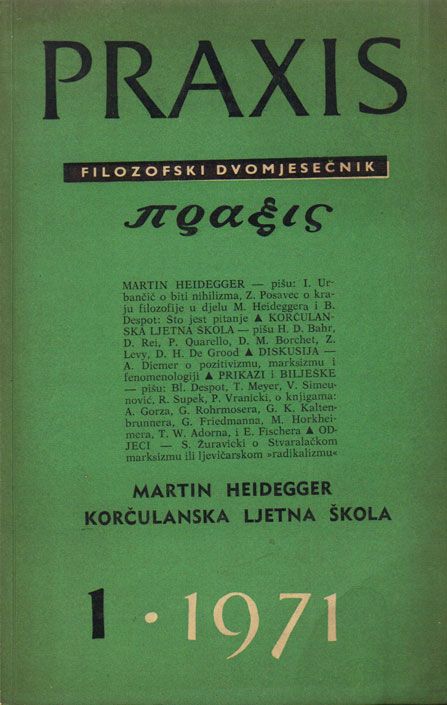 PRAXIS
FILOZOFSKI DVOMJESEČNIK
πραξις
MARTIN HEIDEGGER — pišu: I. Ur-
bančič o biti nihilizma, Z. Posavec o kra-
ju filozofije u djelu M. Heideggera i B.
Despot: Što jest pitanje ▲ KORČULAN-
SKA LJETNA ŠKOLA — pišu H. D. Bahr,
D. Rei, P. Quarello, D. M. Borchet, Z.
Levy, D. H. De Grood ▲ DISKUSIJA —
A. Diemer o pozitivizmu, marksizmu i
fenomenologiji ▲ PRIKAZI i BILJEŠKE
— pišu: Bl. Despot, T. Meyer, V. Simeu-
nović, R. Supek, P. Vranicki, o knjigama:
A. Gorza, G. Rohrmosera, G. K. Kalten-
brunnera, G. Friedmanna, M. Horkhei-
mera, T. W. Adorna, i E. Fischera ▲ OD-
JECI — S. Žuravicki o Stvaralačkom
marksizmu ili ljevičarskom »radikalizmu«
MARTIN HEIDEGGER
KORČULANSKA LJETNA ŠKOLA
1 · 1971